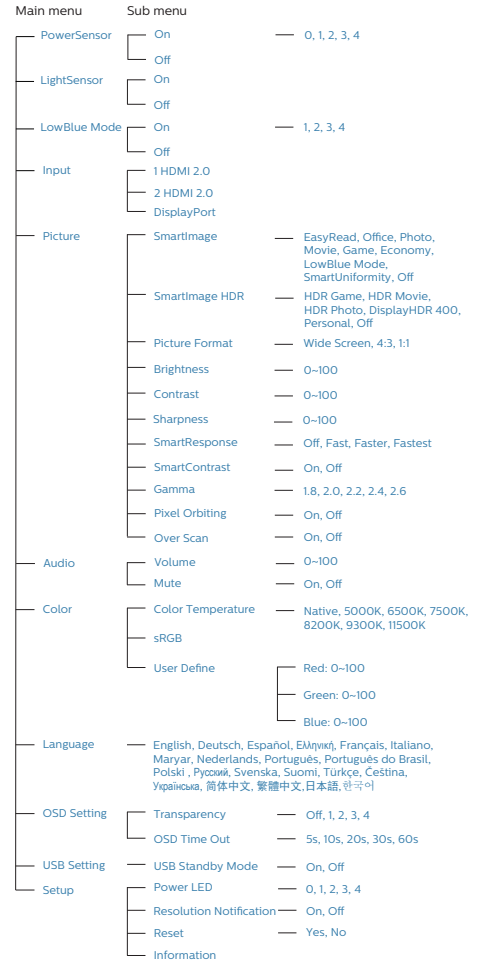 Main menu Sub menu
PowerSensor On 0, 1, 2, 3, 4
Off
LightSensor On
Off
LowBlue Mode On 1, 2, 3, 4
Off
Input 1 HDMI 2.0
2 HDMI 2.0
DisplayPort
Picture SmartImage EasyRead, Office, Photo,
Movie, Game, Economy,
LowBlue Mode,
SmartUniformity, Off
SmartImage HDR HDR Game, HDR Movie,
HDR Photo, DisplayHDR 400,
Personal, Off
Picture Format Wide Screen, 4:3, 1:1
Brightness 0~100
Contrast 0~100
Sharpness 0~100
SmartResponse Off, Fast, Faster, Fastest
SmartContrast On, Off
Gamma 1.8, 2.0, 2.2, 2.4, 2.6
Pixel Orbiting On, Off
Over Scan On, Off
Audio Volume 0~100
Mute On, Off
Color Color Temperature Native, 5000K, 6500K, 7500K,
8200K, 9300K, 11500K
sRGB
User Define Red: 0~100
Green: 0~100
Blue: 0~100
Language English, Deutsch, Español, Ελληνική, Français, Italiano,
Maryar, Nederlands, Português, Português do Brasil,
Polski , Русский, Svenska, Suomi, Türkçe, Čeština,
Українська, 简体中文, 繁體中文,日本語,한국어
OSD Setting Transparency Off, 1, 2, 3, 4
OSD Time Out 5s, 10s, 20s, 30s, 60s
USB Setting USB Standby Mode On, Off
Setup Power LED 0, 1, 2, 3, 4
Resolution Notification On, Off
Reset Yes, No
Information